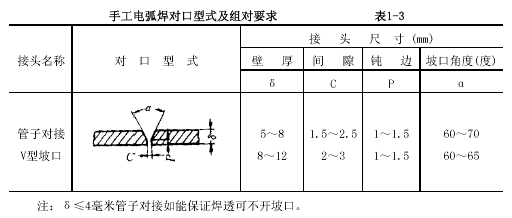 手工电弧焊对口型式及组对要求 表1-3
接头名称 对口型式 接头尺寸(mm)
壁厚 间隙 钝边 坡口角度(度)
δ C P α
管子对接 5～8 1.5～2.5 1～1.5 60～70
V型坡口 8～12 2～3 1～1.5 60～65
α
δ
C P
注: δ≤4毫米管子对接如能保证焊透可不开坡口。